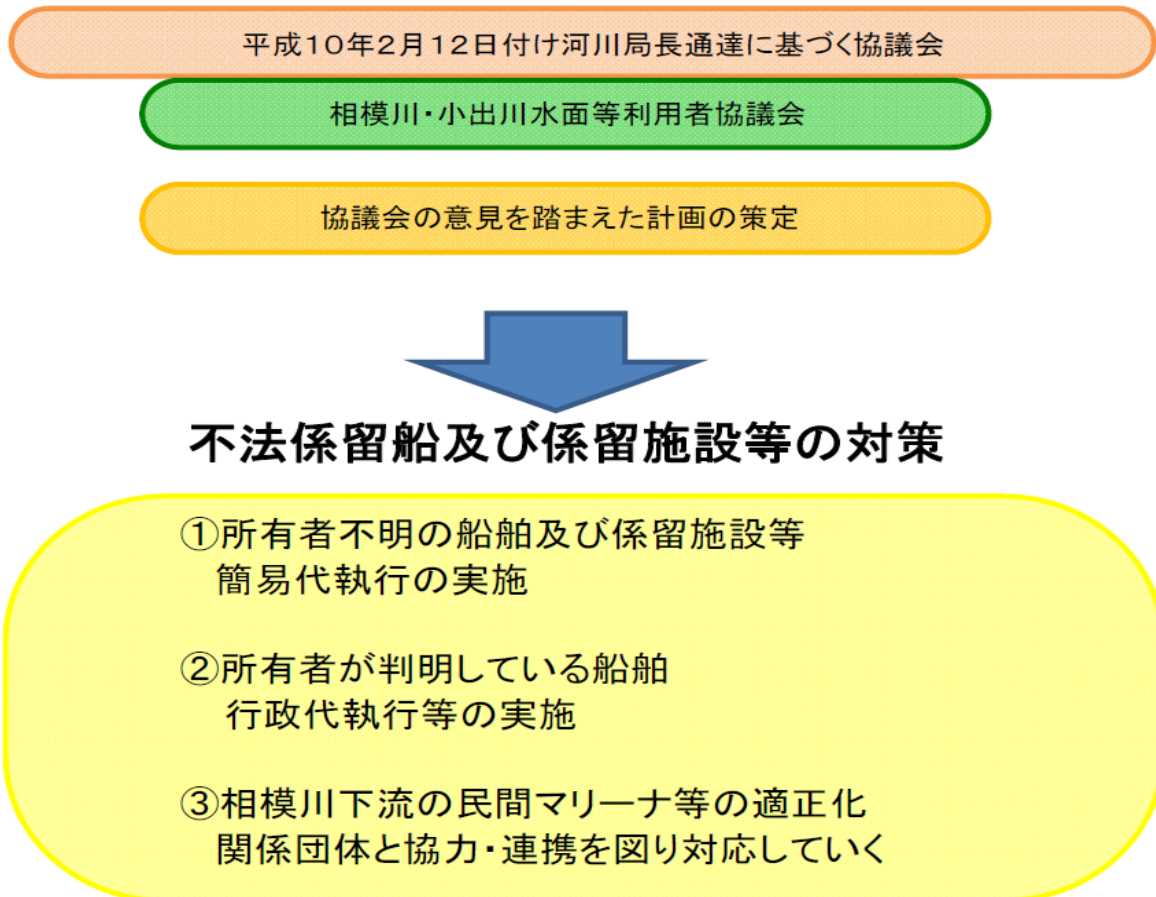 平成１０年２月１２日付け河川局長通達に基づく協議会
相模川・小出川水面等利用者協議会
協議会の意見を踏まえた計画の策定
不法係留船及び係留施設等の対策
①所有者不明の船舶及び係留施設等
簡易代執行の実施
②所有者が判明している船舶
行政代執行等の実施
③相模川下流の民間マリーナ等の適正化
関係団体と協力・連携を図り対応していく